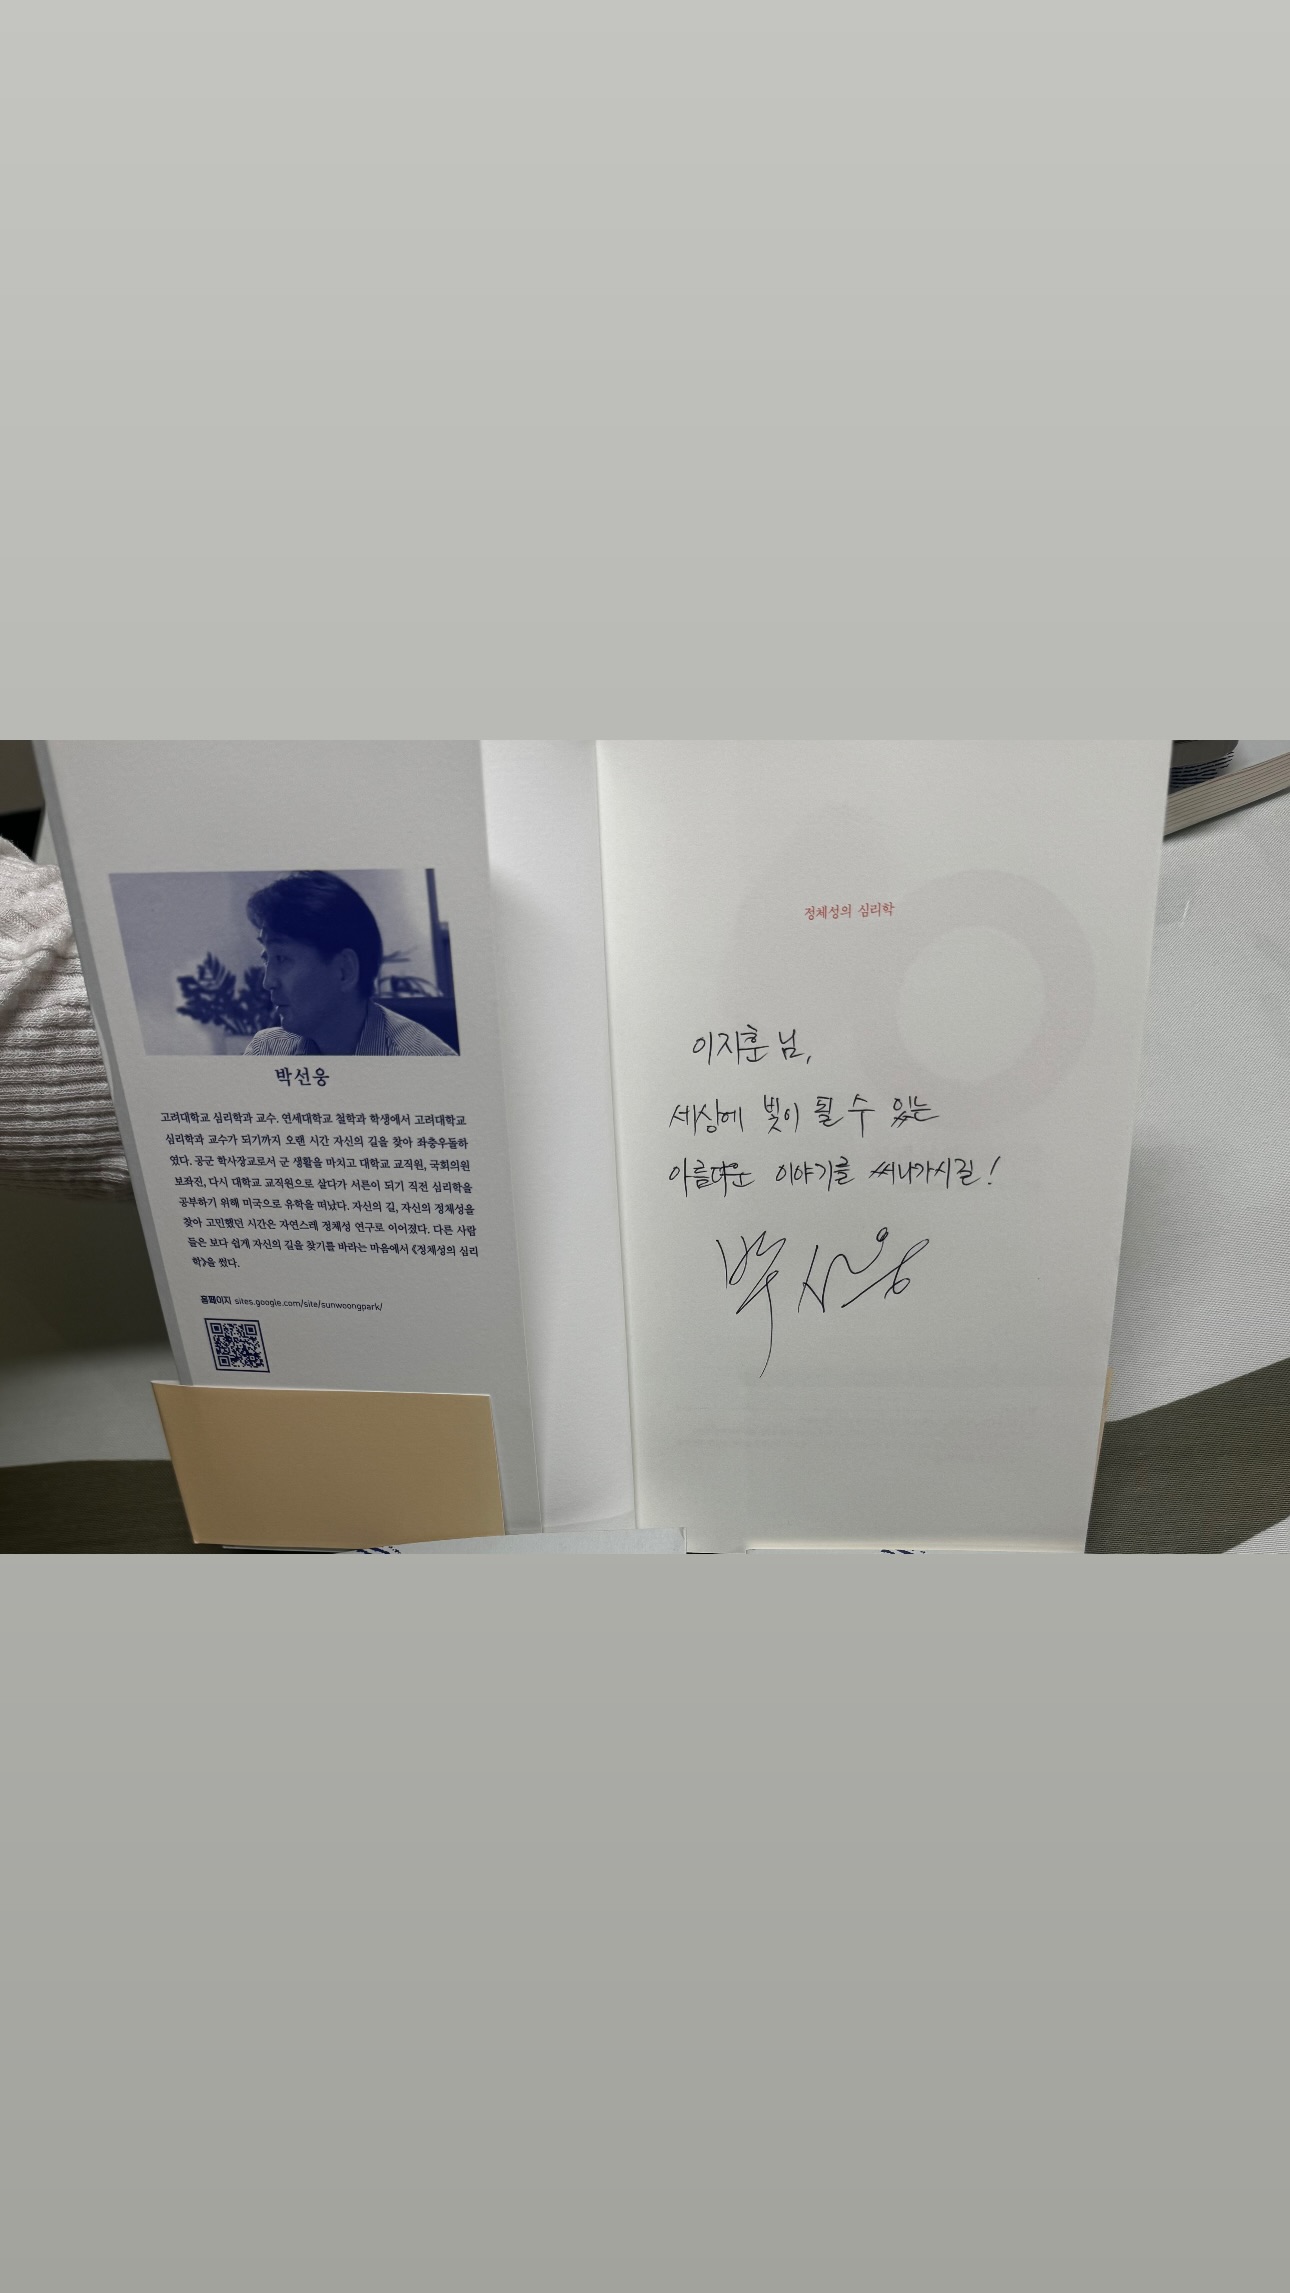 박선웅
고려대학교 심리학과 교수. 연세대학교 철학과 학생에서 고려대학교
심리학과 교수가 되기까지 오랜 시간 자신의 길을 찾아 좌충우돌하
였다. 공군 학사장교로서 군 생활을 마치고 대학교 교직원, 국회의원
보좌진, 다시 대학교 교직원으로 살다가 서른이 되기 직전 심리학을
공부하기 위해 미국으로 유학을 떠났다. 자신의 길, 자신의 정체성을
찾아 고민했던 시간은 자연스레 정체성 연구로 이어졌다. 다른 사람
들은 보다 쉽게 자신의 길을 찾기를 바라는 마음에서 《정체성의 심리
학》을 썼다.
홈페이지 sites.google.com/site/sunwoongpark/
정체성의 심리학
이지훈 님,
세상에 빛이 될 수 있는
아름다운 이야기를 써나가시길!
박선웅